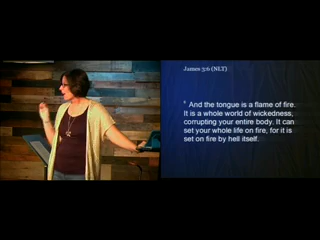 James 3:6 (NLT)
6 And the tongue is a flame of fire.
It is a whole world of wickedness,
corrupting your entire body. It can
set your whole life on fire, for it is
set on fire by hell itself.